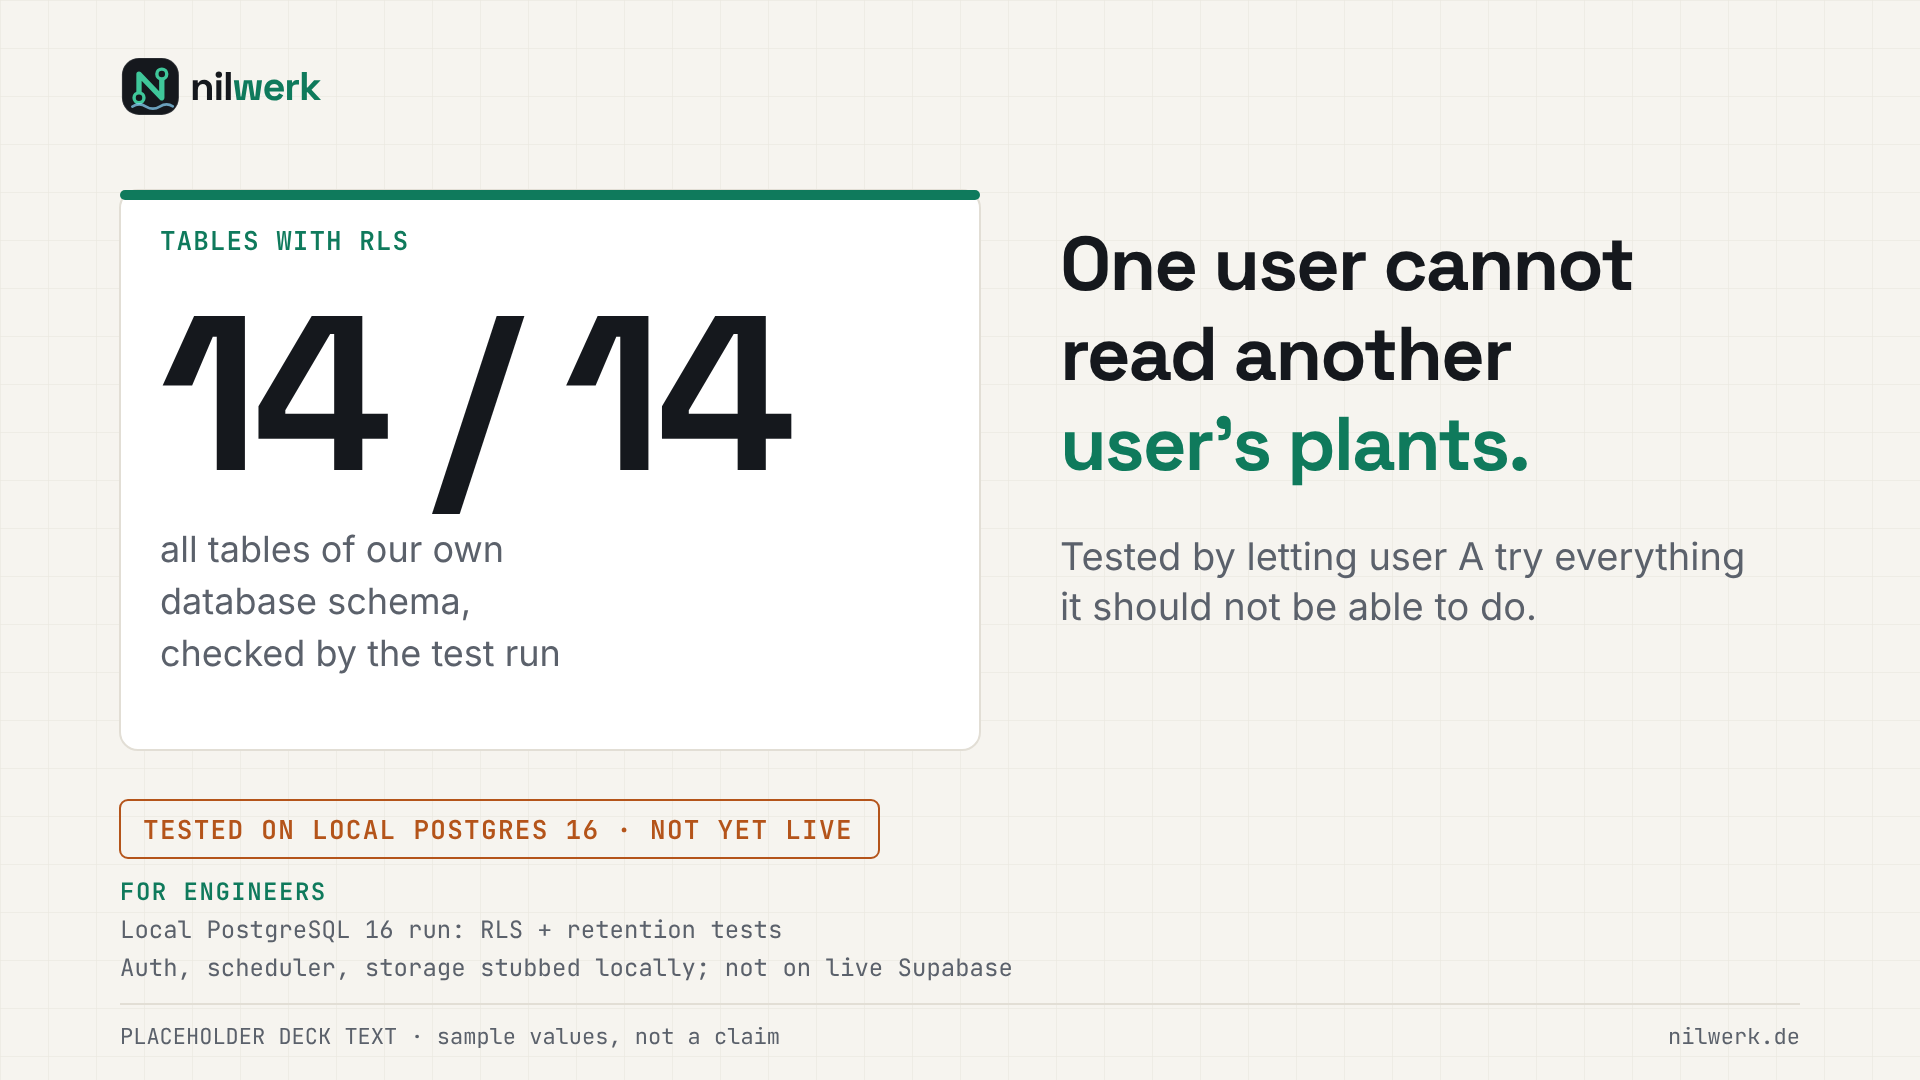 nilwerk
TABLES WITH RLS
14 / 14
all tables of our own
database schema,
checked by the test run
One user cannot
read another
user’s plants.
Tested by letting user A try everything
it should not be able to do.
TESTED ON LOCAL POSTGRES 16 · NOT YET LIVE
FOR ENGINEERS
Local PostgreSQL 16 run: RLS + retention tests
Auth, scheduler, storage stubbed locally; not on live Supabase
PLACEHOLDER DECK TEXT · sample values, not a claim
nilwerk.de